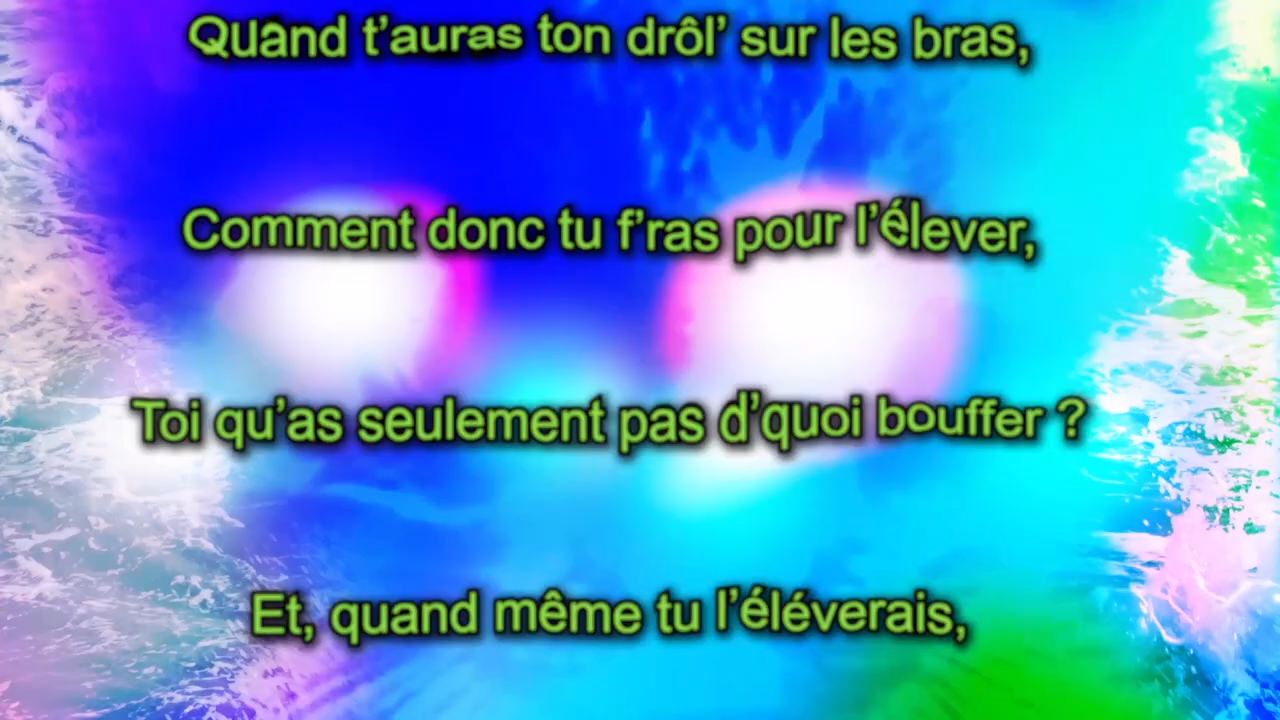 Quand t’auras ton drôl’ sur les bras,
Comment donc tu f’ras pour l’élever,
Toi qu’as seulement pas d’quoi bouffer ?
Et, quand même tu l’éléverais,